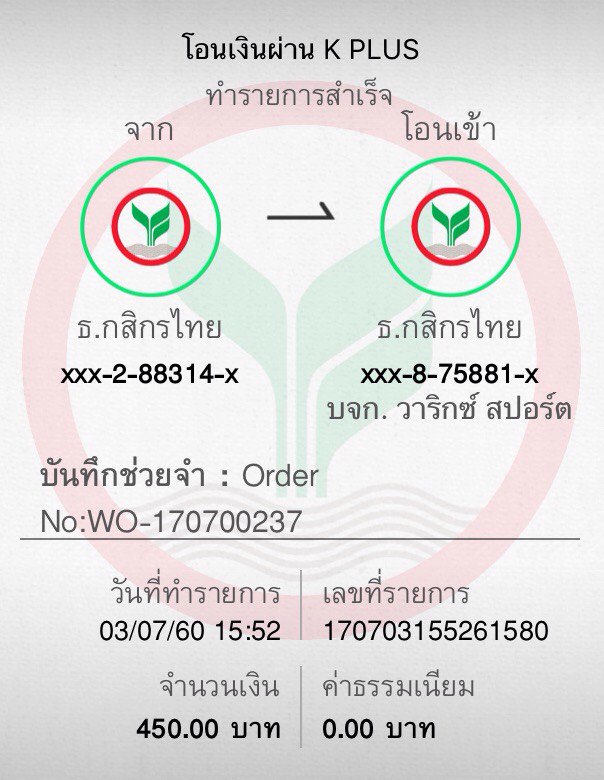 โอนเงินผ่าน K PLUS
ทำรายการสำเร็จ
จาก
โอนเข้า
ธ.กสิกรไทย
ธ.กสิกรไทย
xxx-2-88314-x
xxx-8-75881-x
บจก. วาริกซ์ สปอร์ต
บันทึกช่วยจำ : Order
No:WO-170700237
วันที่ทำรายการ
เลขที่รายการ
03/07/60 15:52
170703155261580
จำนวนเงิน
ค่าธรรมเนียม
450.00 บาท
0.00 บาท